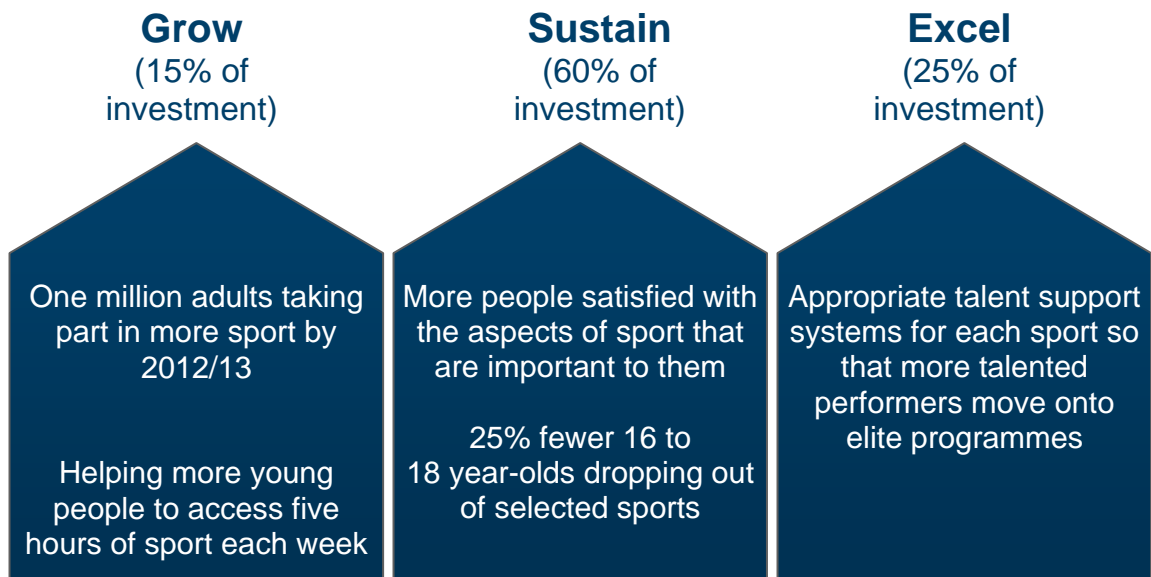 Grow
(15% of
investment)
One million adults taking
part in more sport by
2012/13
Helping more young
people to access five
hours of sport each week
Sustain
(60% of
investment)
More people satisfied with
the aspects of sport that
are important to them
25% fewer 16 to
18 year-olds dropping out
of selected sports
Excel
(25% of
investment)
Appropriate talent support
systems for each sport so
that more talented
performers move onto
elite programmes